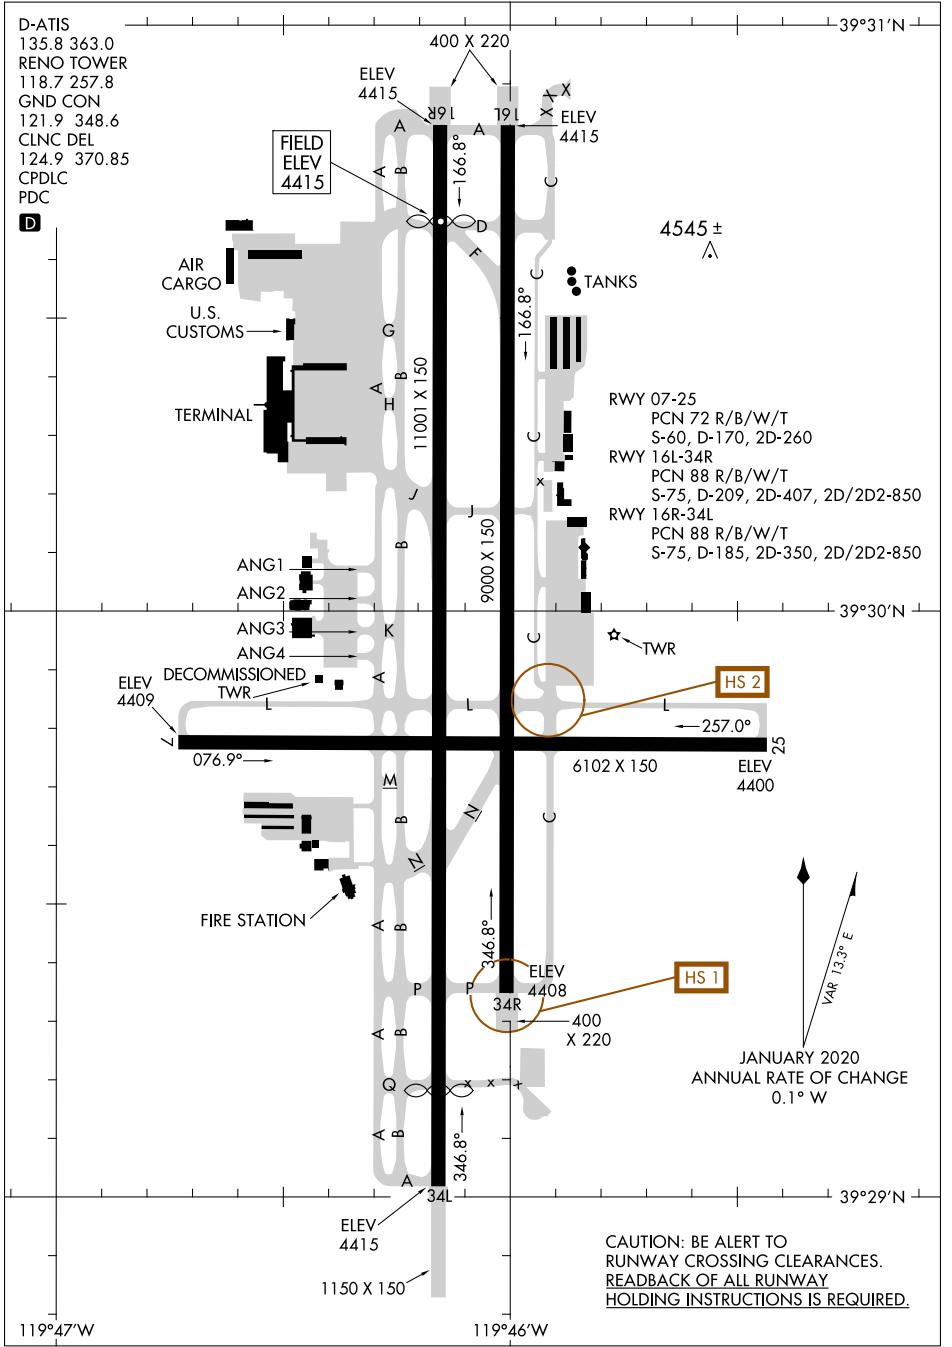 D-ATIS
135.8 363.0
RENO TOWER
118.7 257.8
GND CON
121.9 348.6
CLNC DEL
124.9 370.85
CPDLC
PDC
D
39°31'N
400 X 220
ELEV
4415
16R
16L
ELEV
4415
A
A
X X X
FIELD
ELEV
4415
A
B
166.8°
C
D
F
4545 ±
AIR
CARGO
C
TANKS
U.S.
CUSTOMS
G
166.8°
11001 X 150
B
A
TERMINAL
H
C
RWY 07-25
PCN 72 R/B/W/T
S-60, D-170, 2D-260
RWY 16L-34R
PCN 88 R/B/W/T
S-75, D-209, 2D-407, 2D/2D2-850
RWY 16R-34L
PCN 88 R/B/W/T
S-75, D-185, 2D-350, 2D/2D2-850
X
J
J
B
9000 X 150
ANG1
ANG2
ANG3
ANG4
K
C
39°30'N
TWR
DECOMMISSIONED
TWR
A
HS 2
ELEV
4409
L
L
L
7
076.9°
257.0°
25
6102 X 150
ELEV
4400
M
B
N
N
C
FIRE STATION
A
B
346.8°
VAR 13.3° E
P
P
ELEV
4408
34R
HS 1
400
X 220
A
B
JANUARY 2020
ANNUAL RATE OF CHANGE
0.1° W
Q
X X X
A
B
346.8°
A
34L
39°29'N
ELEV
4415
1150 X 150
CAUTION: BE ALERT TO
RUNWAY CROSSING CLEARANCES.
READBACK OF ALL RUNWAY
HOLDING INSTRUCTIONS IS REQUIRED.
119°47'W
119°46'W